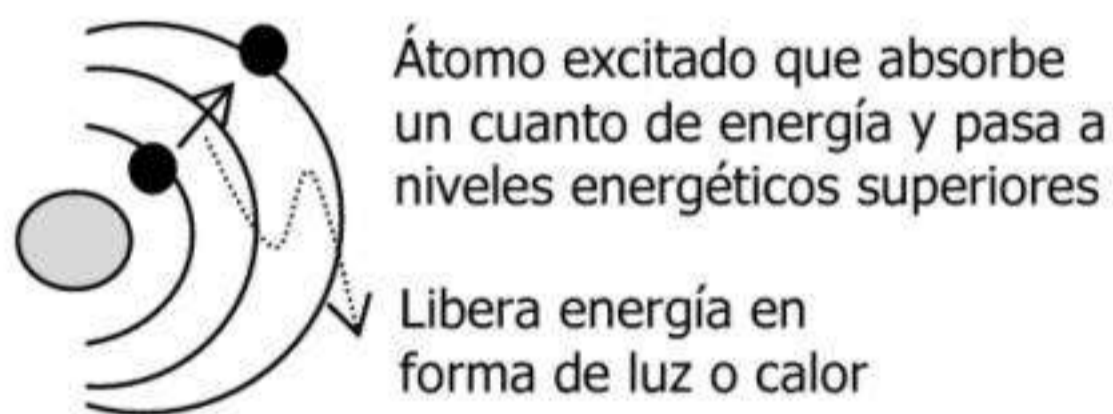 Átomo excitado que absorbe
un cuanto de energía y pasa a
niveles energéticos superiores
Libera energía en
forma de luz o calor